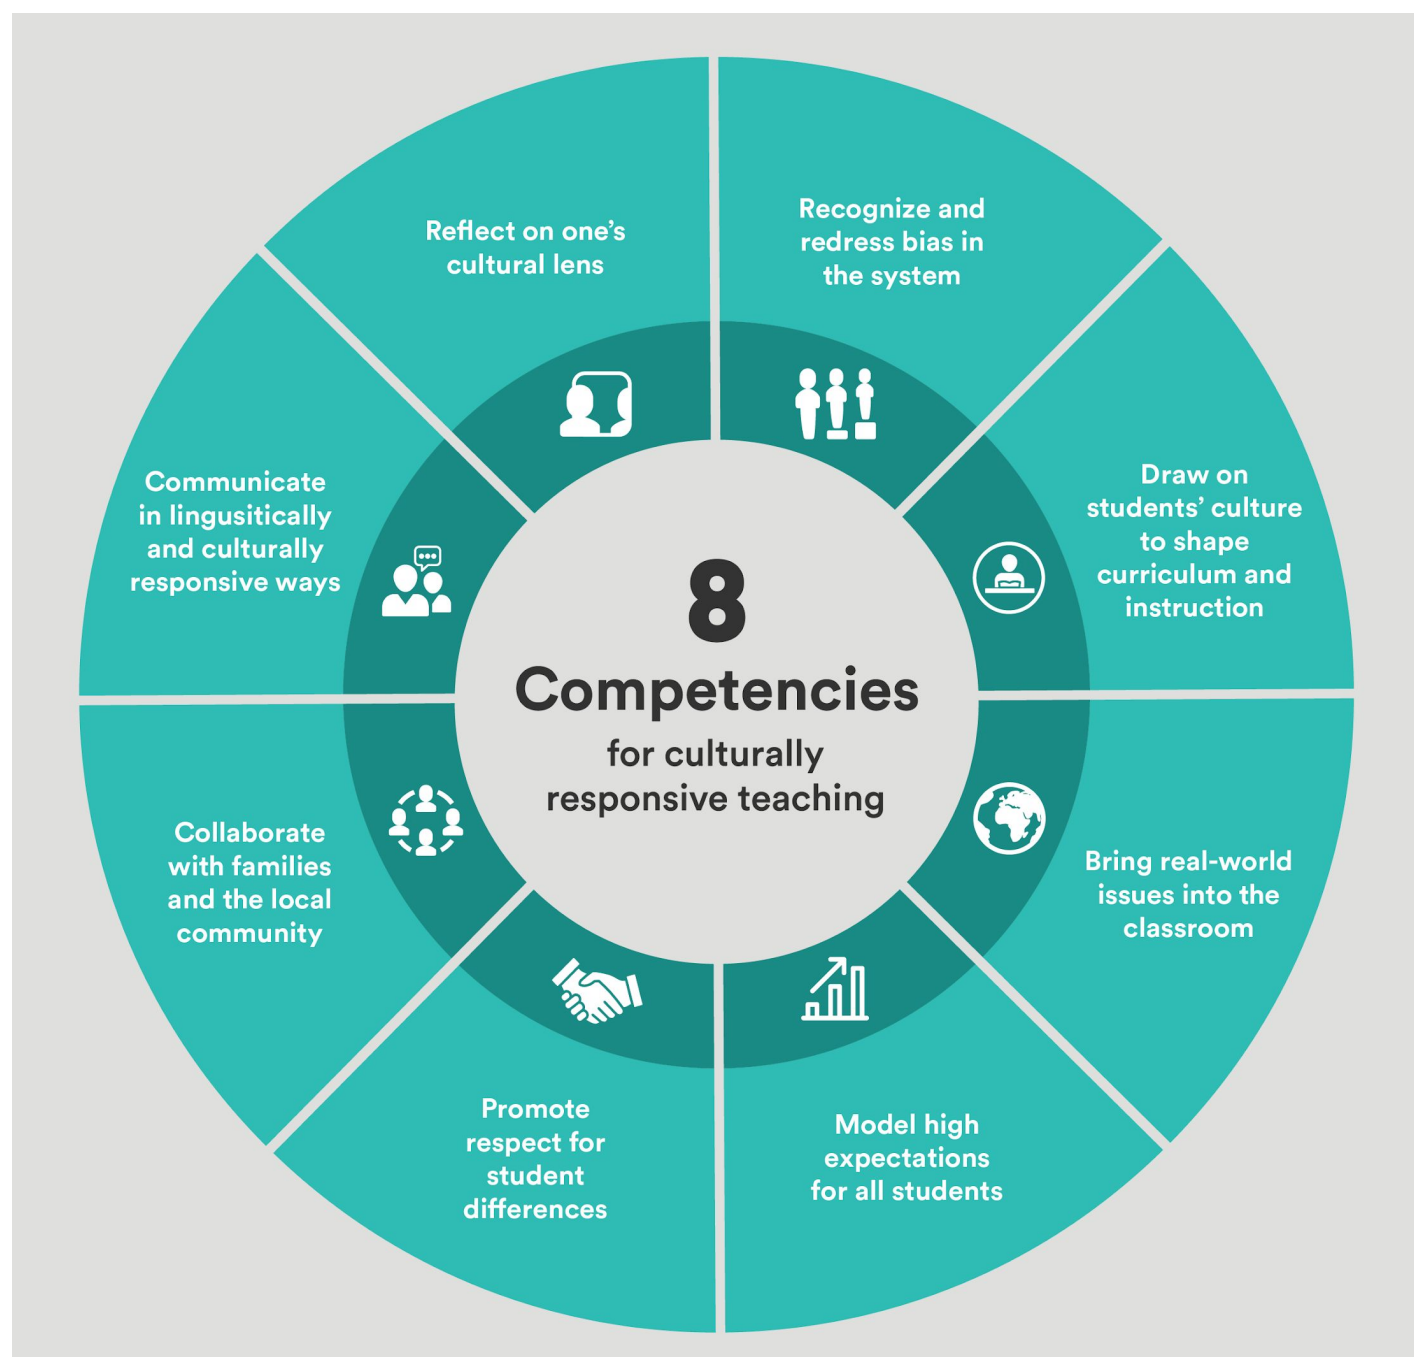 8
Competencies
for culturally
responsive teaching
Reflect on one’s
cultural lens
Recognize and
redress bias in
the system
Draw on
students’ culture
to shape
curriculum and
instruction
Bring real-world
issues into the
classroom
Model high
expectations
for all students
Promote
respect for
student
differences
Collaborate
with families
and the local
community
Communicate
in lingusitically
and culturally
responsive ways